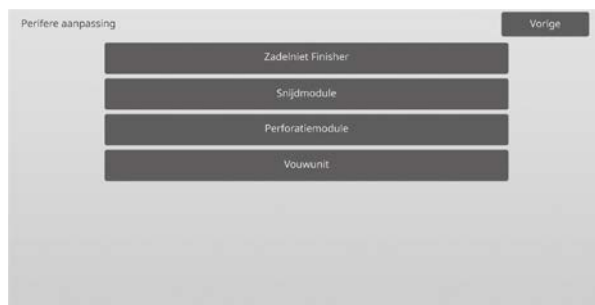 Perifere aanpassing
Vorige
Zadelniet Finisher
Snijdmodule
Perforatiemodule
Vouwunit